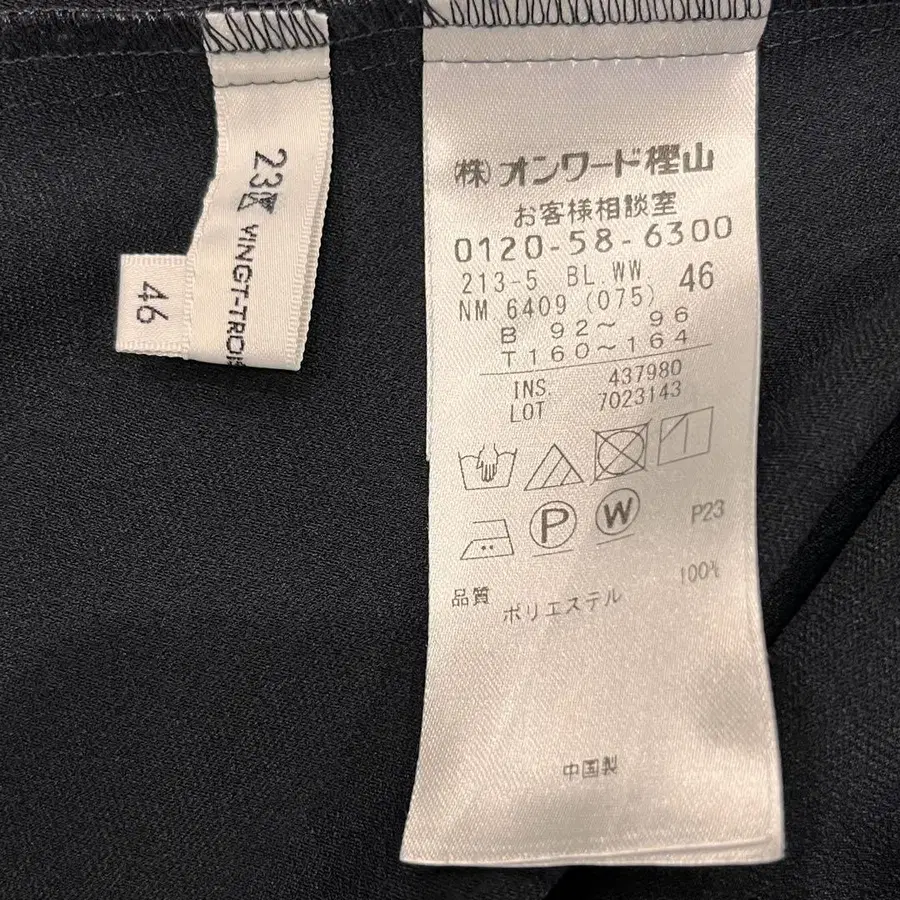 23区 VINGT-TROIS
46
(株)オンワード樫山
お客様相談室
0120-58-6300
213-5 BL.WW. 46
NM 6409 (075)
B 92～ 96
T160～164
INS. 437980
LOT 7023143
P W P23
品質 ポリエステル 100%
中国製